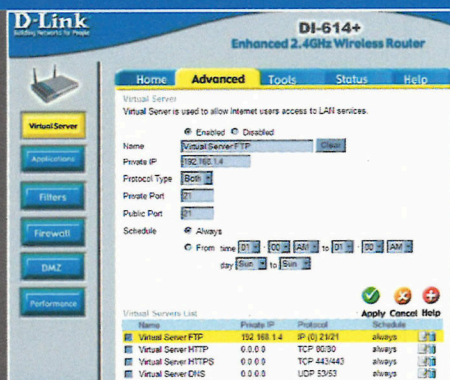 D-Link
Building Networks for People
DI-614+
Enhanced 2.4GHz Wireless Router
Home Advanced Tools Status Help
Virtual Server
Virtual Server is used to allow Internet users access to LAN services.
Enabled Disabled
Name Virtual Server FTP Clear
Private IP 192.168.1.4
Protocol Type Both
Private Port 21
Public Port 21
Schedule Always
From time 01 : 00 AM to 01 : 00 AM
day Sun to Sun
Apply Cancel Help
Virtual Servers List
Name Private IP Protocol Schedule
Virtual Server FTP 192.168.1.4 IP (0) 21/21 always
Virtual Server HTTP 0.0.0.0 TCP 80/80 always
Virtual Server HTTPS 0.0.0.0 TCP 443/443 always
Virtual Server DNS 0.0.0.0 UDP 53/53 always
Virtual Server
Applications
Filters
Firewall
DMZ
Performance